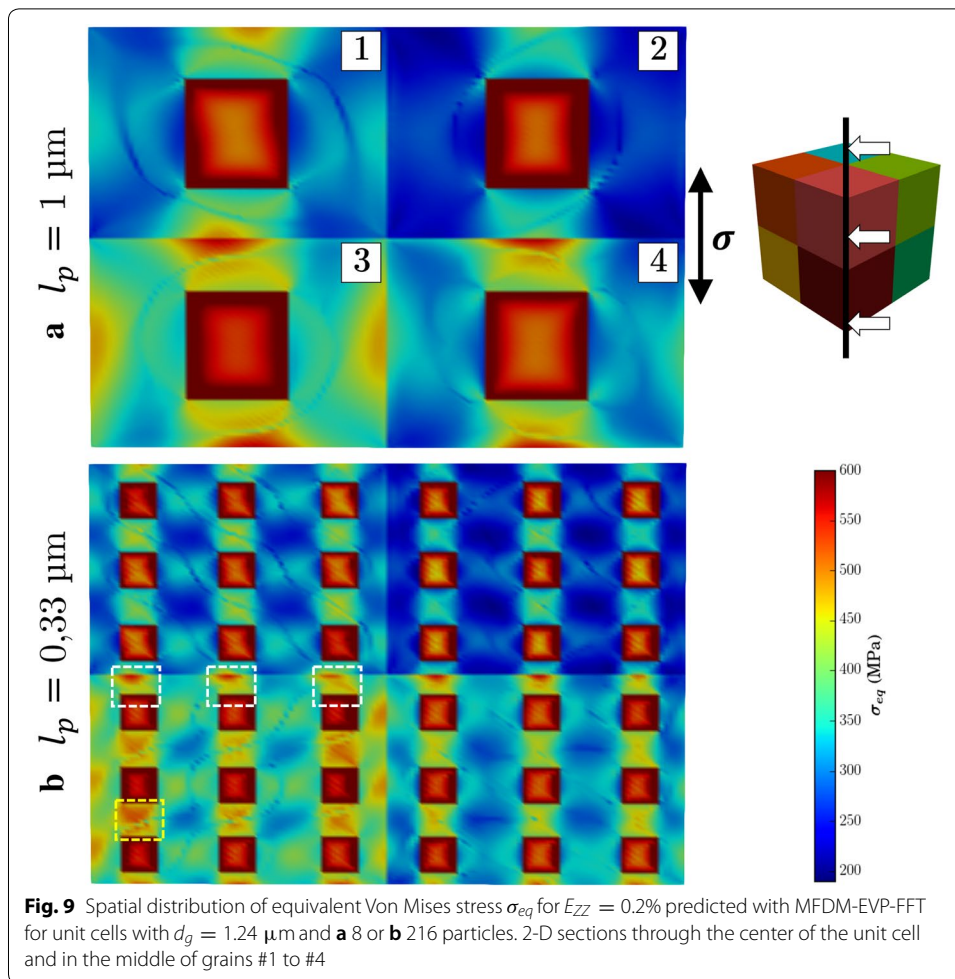 1
2
a l_p = 1 μm
3
4
σ
b l_p = 0,33 μm
600
550
500
450
400
350
300
250
200
σ_eq (MPa)
Fig. 9 Spatial distribution of equivalent Von Mises stress σ_eq for E_ZZ = 0.2% predicted with MFDM-EVP-FFT
for unit cells with d_g = 1.24 μm and a 8 or b 216 particles. 2-D sections through the center of the unit cell
and in the middle of grains #1 to #4